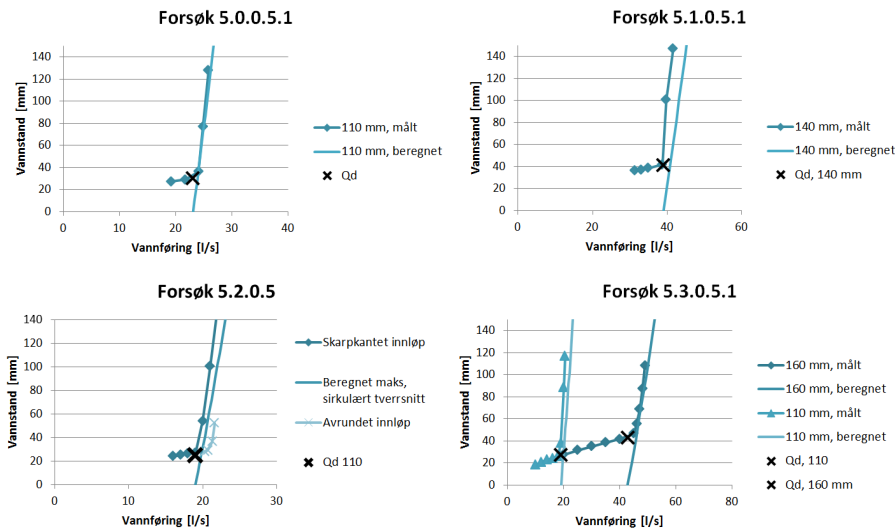 Forsøk 5.0.0.5.1
Vannstand [mm]
140
120
100
80
60
40
20
0
0 10 20 30 40
Vannføring [l/s]
110 mm, målt
110 mm, beregnet
Qd
Forsøk 5.1.0.5.1
Vannstand [mm]
140
120
100
80
60
40
20
0
0 20 40 60
Vannføring [l/s]
140 mm, målt
140 mm, beregnet
Qd, 140 mm
Forsøk 5.2.0.5
Vannstand [mm]
140
120
100
80
60
40
20
0
0 10 20 30
Vannføring [l/s]
Skarpkantet innløp
Beregnet maks,
sirkulært tverrsnitt
Avrundet innløp
Qd 110
Forsøk 5.3.0.5.1
Vannstand [mm]
140
120
100
80
60
40
20
0
0 20 40 60 80
Vannføring [l/s]
160 mm, målt
160 mm, beregnet
110 mm, målt
110 mm, beregnet
Qd, 110
Qd, 160 mm